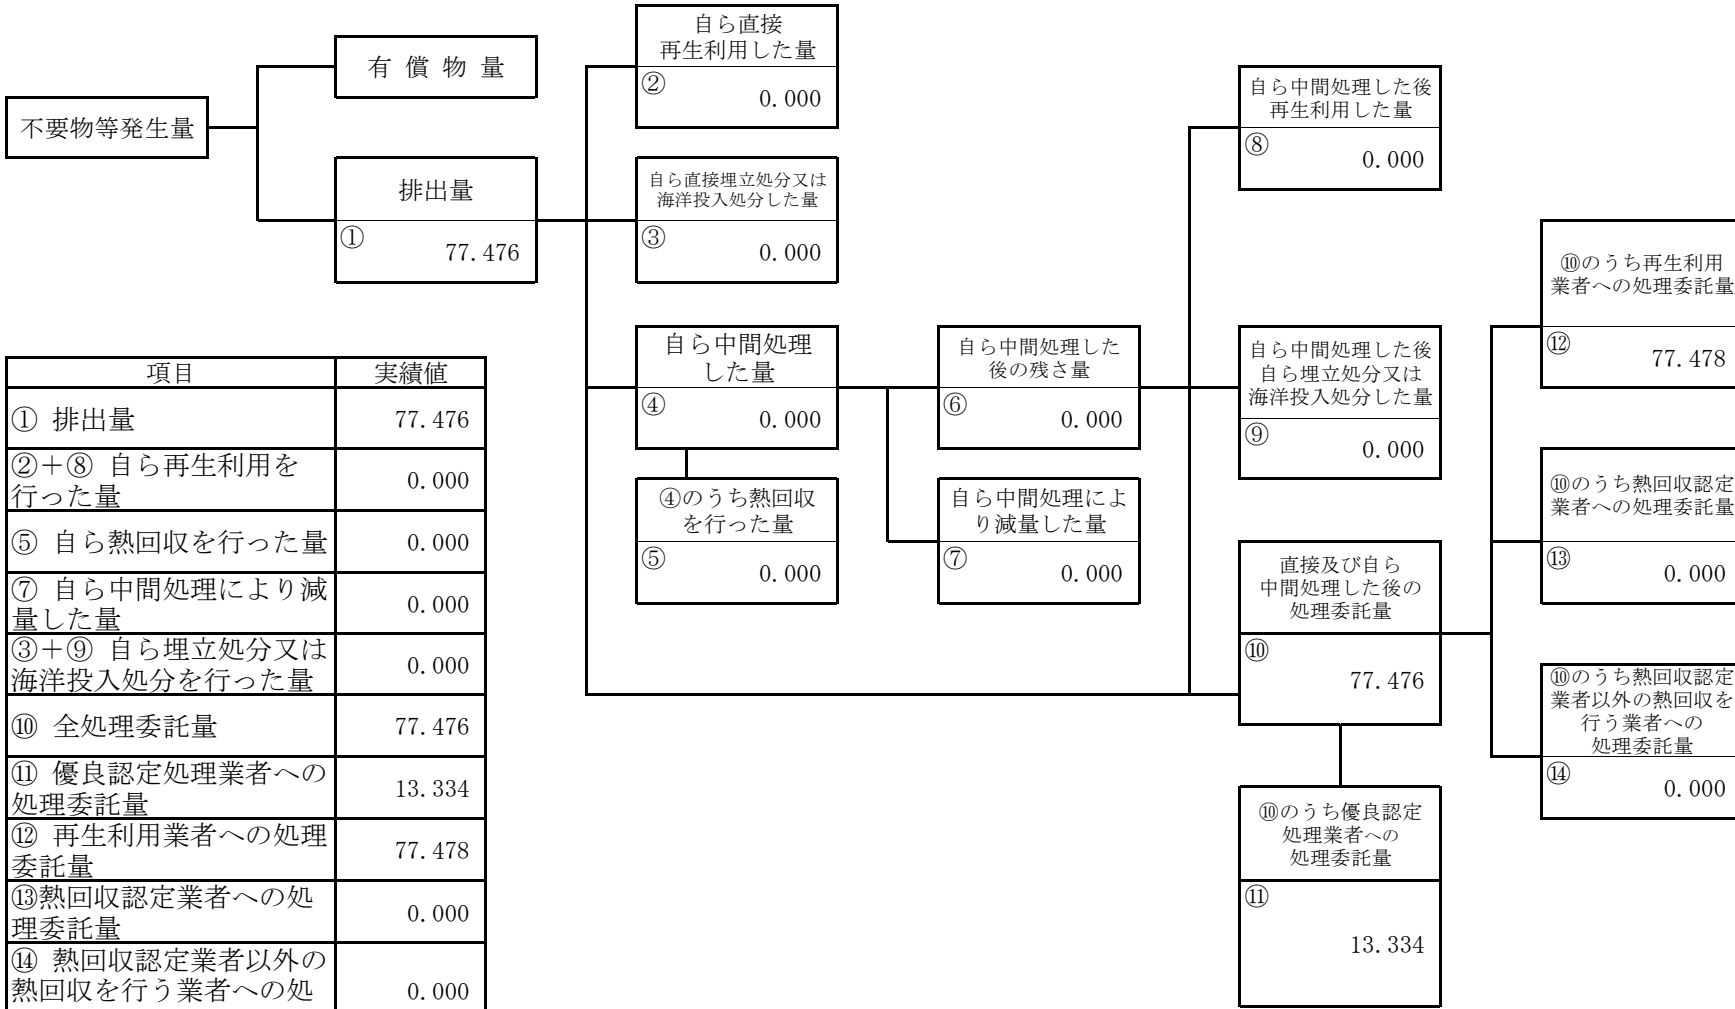 不要物等発生量
有 償 物 量
排出量
①
77.476
自ら直接
再生利用した量
②
0.000
自ら直接埋立処分又は
海洋投入処分した量
③
0.000
自ら中間処理
した量
④
0.000
④のうち熱回収
を行った量
⑤
0.000
自ら中間処理した
後の残さ量
⑥
0.000
自ら中間処理によ
り減量した量
⑦
0.000
自ら中間処理した後
再生利用した量
⑧
0.000
自ら中間処理した後
自ら埋立処分又は
海洋投入処分した量
⑨
0.000
直接及び自ら
中間処理した後の
処理委託量
⑩
77.476
⑩のうち優良認定
処理業者への
処理委託量
⑪
13.334
⑩のうち再生利用
業者への処理委託量
⑫
77.478
⑩のうち熱回収認定
業者への処理委託量
⑬
0.000
⑩のうち熱回収認定
業者以外の熱回収を
行う業者への
処理委託量
⑭
0.000
項目 実績値
① 排出量 77.476
②＋⑧ 自ら再生利用を
行った量 0.000
⑤ 自ら熱回収を行った量 0.000
⑦ 自ら中間処理により減
量した量 0.000
③＋⑨ 自ら埋立処分又は
海洋投入処分を行った量 0.000
⑩ 全処理委託量 77.476
⑪ 優良認定処理業者への
処理委託量 13.334
⑫ 再生利用業者への処理
委託量 77.478
⑬熱回収認定業者への処
理委託量 0.000
⑭ 熱回収認定業者以外の
熱回収を行う業者への処 0.000